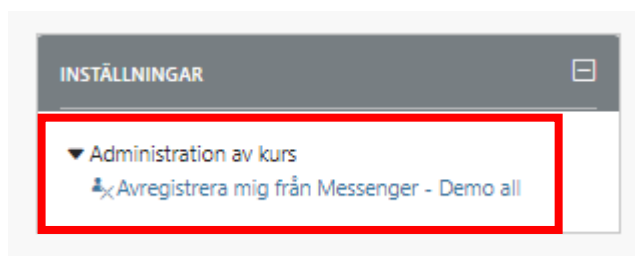 INSTÄLLNINGAR
Administration av kurs
Avregistrera mig från Messenger - Demo all